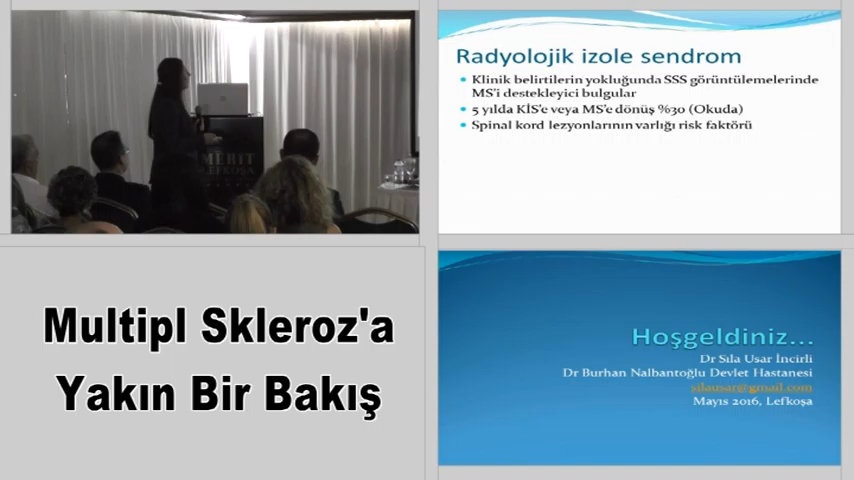 MERİT
LEFKOŞA
Radyolojik izole sendrom
Klinik belirtilerin yokluğunda SSS görüntülemelerinde
MS'i destekleyici bulgular
5 yılda KİS'e veya MS'e dönüş %30 (Okuda)
Spinal kord lezyonlarının varlığı risk faktörü
Multipl Skleroz'a
Yakın Bir Bakış
Hoşgeldiniz...
Dr Sıla Usar İncirli
Dr Burhan Nalbantoğlu Devlet Hastanesi
silausar@gmail.com
Mayıs 2016, Lefkoşa